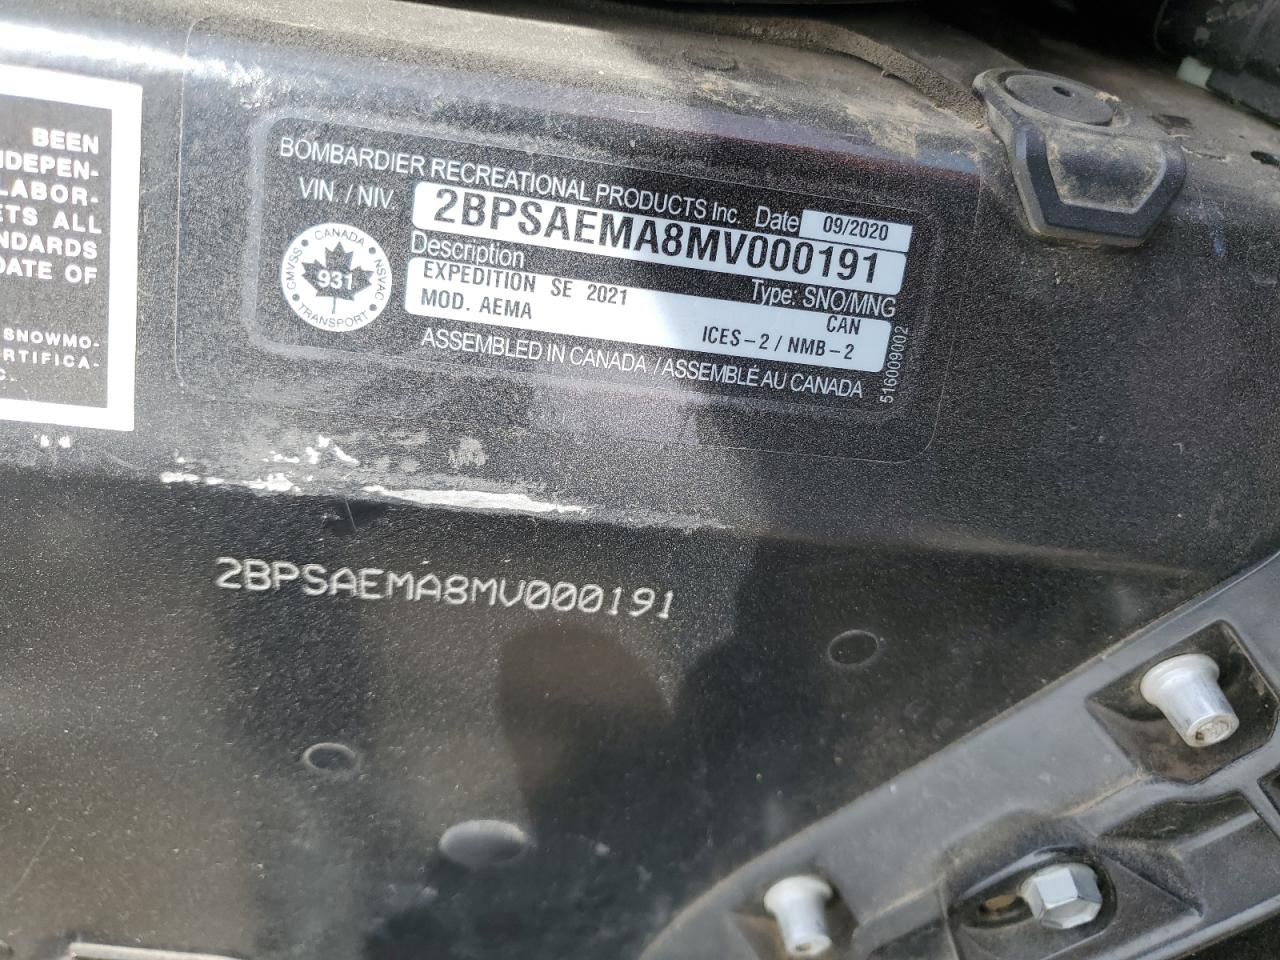 BEEN
NDEPEN-
LABOR-
ETS ALL
NDARDS
DATE OF
SNOWMO-
ERTIFICA-
C.
BOMBARDIER RECREATIONAL PRODUCTS Inc. Date 09/2020
VIN. / NIV. 2BPSAEMA8MV000191
Description Type: SNO/MNG
EXPEDITION SE 2021 CAN
MOD. AEMA ICES-2 / NMB-2
ASSEMBLED IN CANADA / ASSEMBLÉ AU CANADA
516009002
CANADA
CMVSS • NSVAC
931
TRANSPORT
2BPSAEMA8MV000191